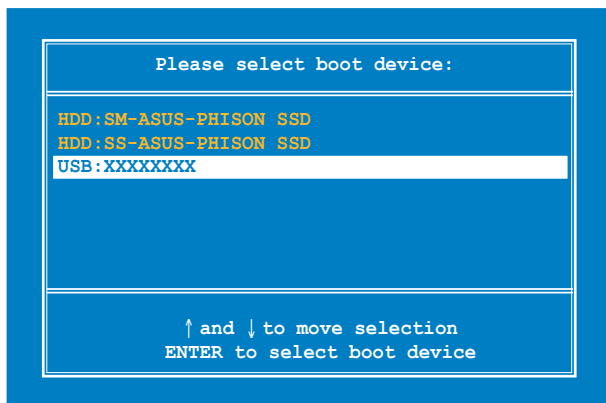 Please select boot device:
HDD:SM-ASUS-PHISON SSD
HDD:SS-ASUS-PHISON SSD
USB:XXXXXXXX
↑ and ↓ to move selection
ENTER to select boot device